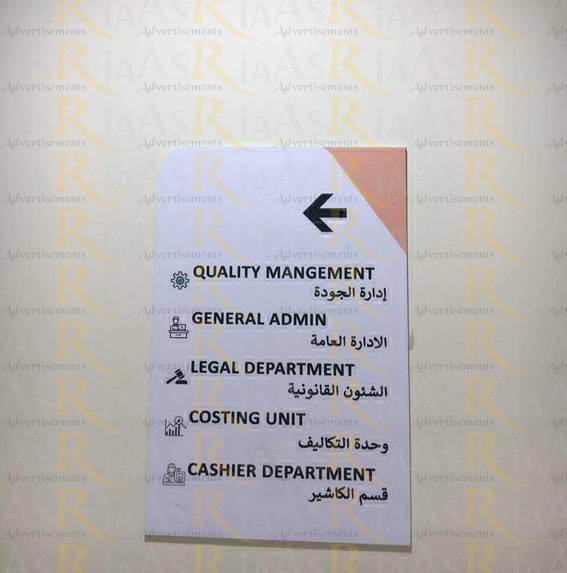 QUALITY MANGEMENT
إدارة الجودة
GENERAL ADMIN
الادارة العامة
LEGAL DEPARTMENT
الشئون القانونية
COSTING UNIT
وحدة التكاليف
CASHIER DEPARTMENT
قسم الكاشير
Advertisements